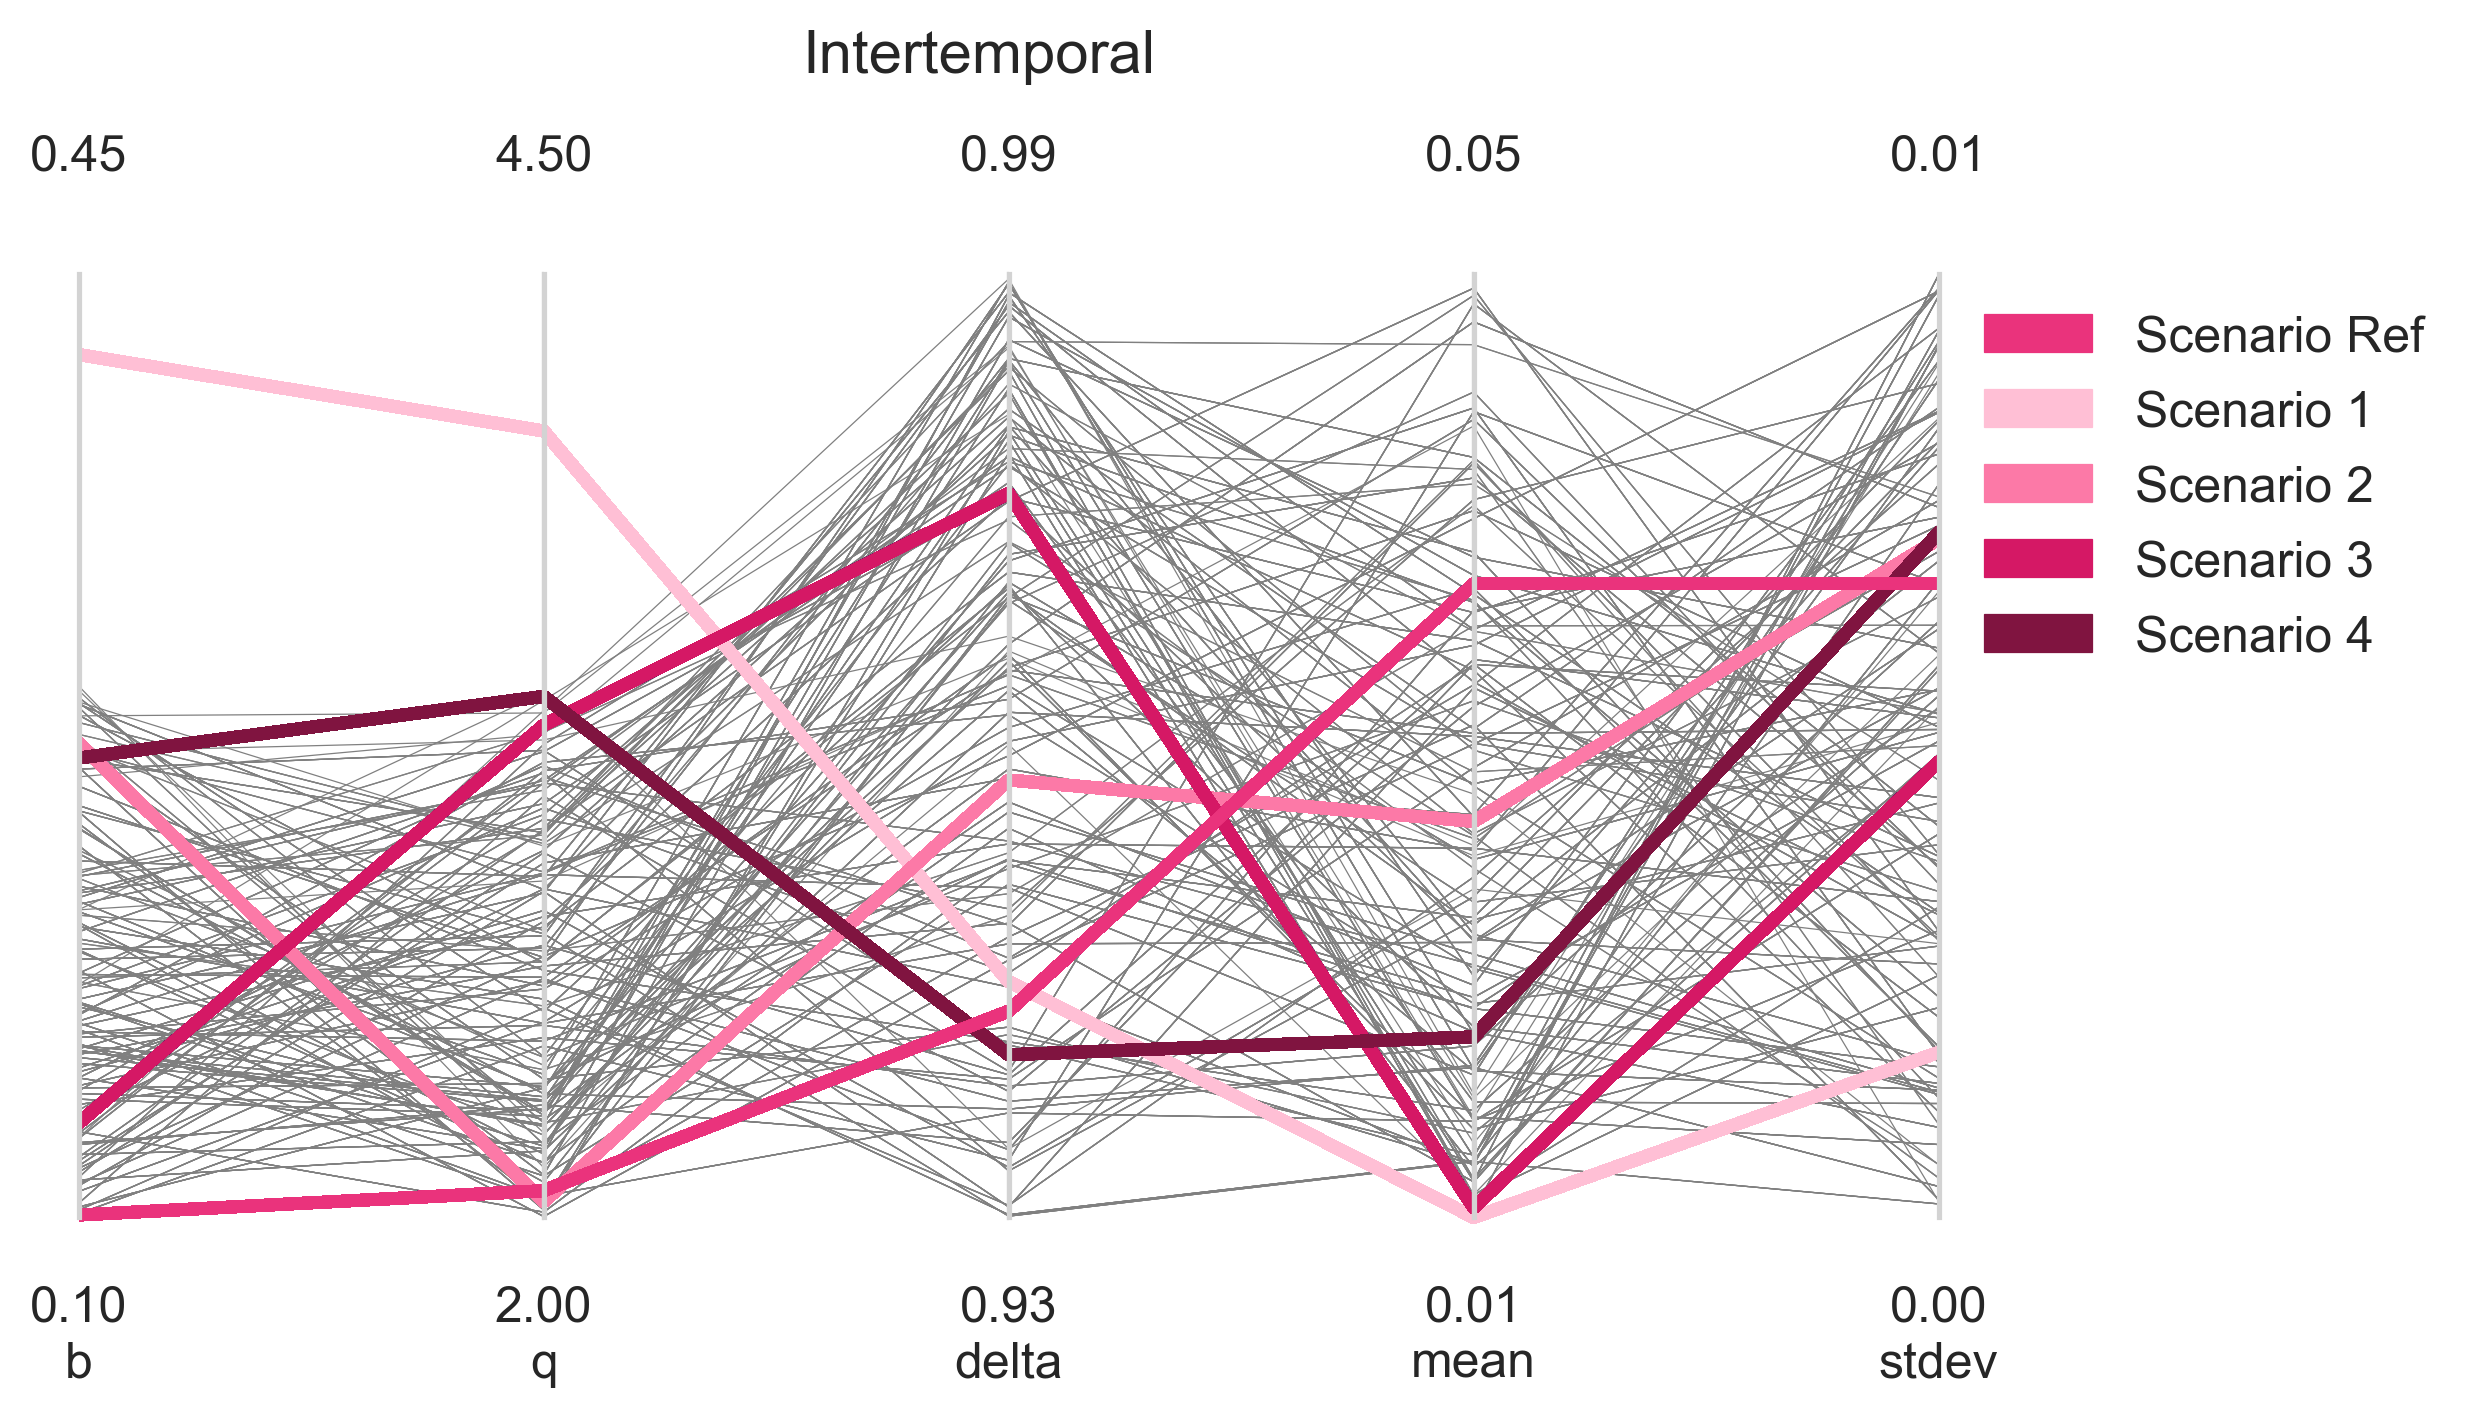 Intertemporal
0.45 4.50 0.99 0.05 0.01
Scenario Ref
Scenario 1
Scenario 2
Scenario 3
Scenario 4
0.10 2.00 0.93 0.01 0.00
b q delta mean stdev